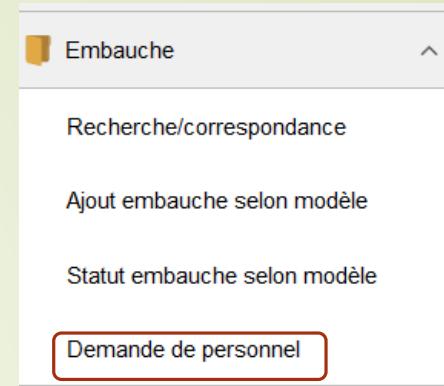 Embauche
Recherche/correspondance
Ajout embauche selon modèle
Statut embauche selon modèle
Demande de personnel